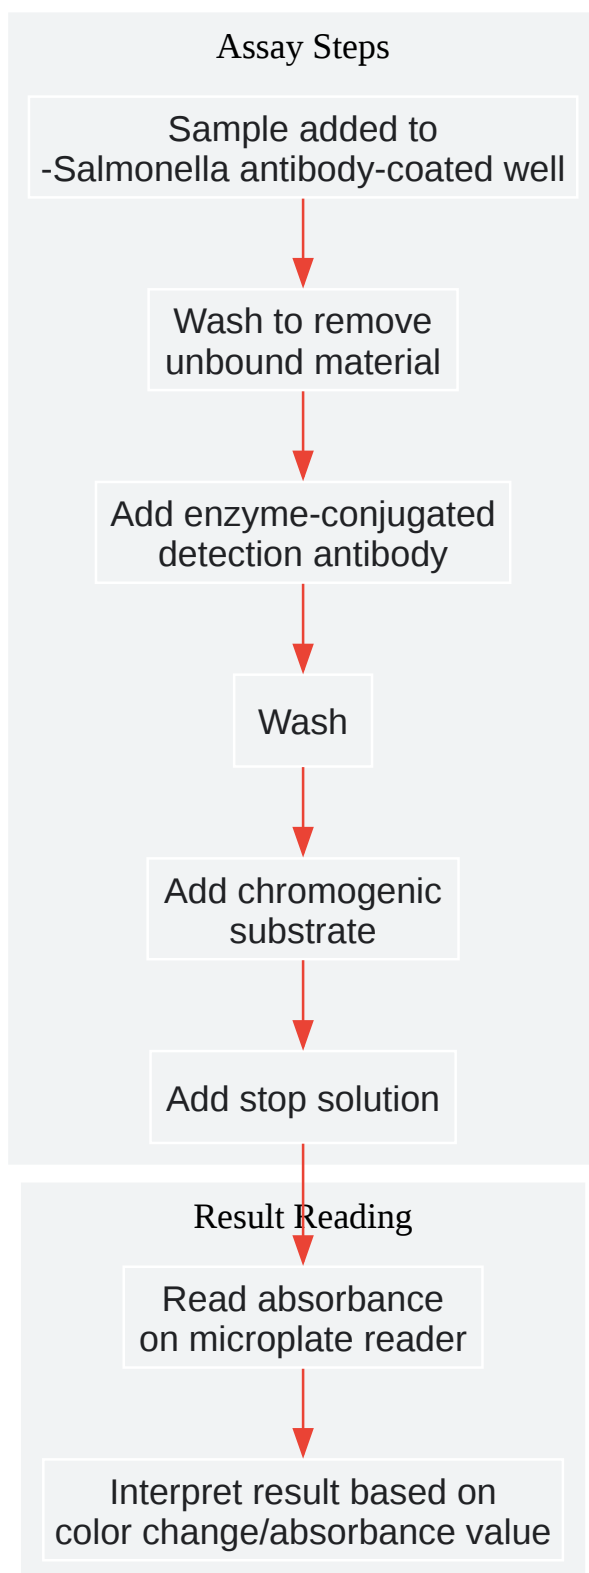 Assay Steps
Sample added to
-Salmonella antibody-coated well
Wash to remove
unbound material
Add enzyme-conjugated
detection antibody
Wash
Add chromogenic
substrate
Add stop solution
Result Reading
Read absorbance
on microplate reader
Interpret result based on
color change/absorbance value